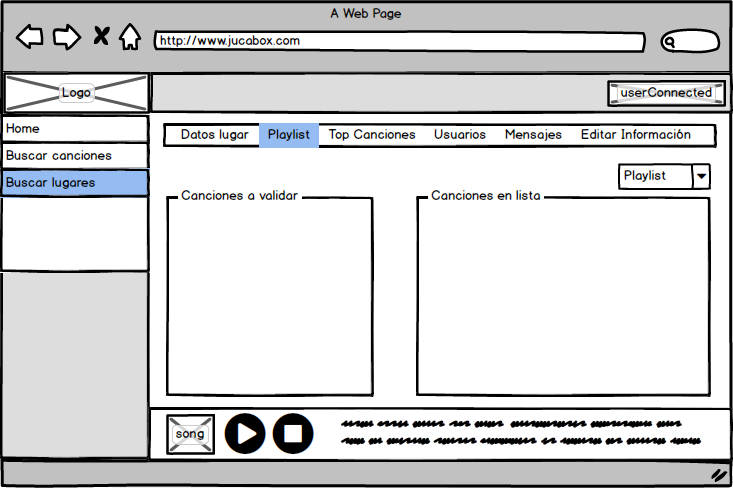 A Web Page
http://www.jucabox.com
Logo
userConnected
Home
Buscar canciones
Buscar lugares
Datos lugar Playlist Top Canciones Usuarios Mensajes Editar Información
Playlist
Canciones a validar
Canciones en lista
song